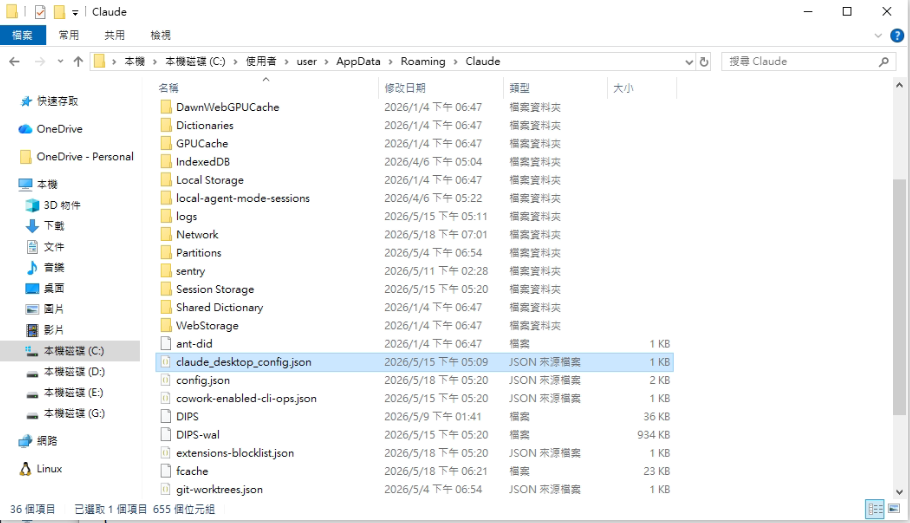 Claude
檔案 常用 共用 檢視
本機 本機磁碟 (C:) 使用者 user AppData Roaming Claude 搜尋 Claude
快速存取
OneDrive
OneDrive - Personal
本機
3D 物件
下載
文件
音樂
桌面
圖片
影片
本機磁碟 (C:)
本機磁碟 (D:)
本機磁碟 (E:)
本機磁碟 (G:)
網路
Linux
名稱 修改日期 類型 大小
DawnWebGPUCache 2026/1/4 下午 06:47 檔案資料夾
Dictionaries 2026/1/4 下午 06:47 檔案資料夾
GPUCache 2026/1/4 下午 06:47 檔案資料夾
IndexedDB 2026/4/6 下午 05:04 檔案資料夾
Local Storage 2026/1/4 下午 06:47 檔案資料夾
local-agent-mode-sessions 2026/4/6 下午 05:22 檔案資料夾
logs 2026/5/15 下午 05:11 檔案資料夾
Network 2026/5/18 下午 07:01 檔案資料夾
Partitions 2026/5/4 下午 06:54 檔案資料夾
sentry 2026/5/11 下午 02:28 檔案資料夾
Session Storage 2026/5/15 下午 05:20 檔案資料夾
Shared Dictionary 2026/1/4 下午 06:47 檔案資料夾
WebStorage 2026/1/4 下午 06:47 檔案資料夾
ant-did 2026/1/4 下午 06:47 檔案 1 KB
claude_desktop_config.json 2026/5/15 下午 05:09 JSON 來源檔案 1 KB
config.json 2026/5/18 下午 05:20 JSON 來源檔案 2 KB
cowork-enabled-cli-ops.json 2026/5/15 下午 05:20 JSON 來源檔案 1 KB
DIPS 2026/5/9 下午 01:41 檔案 36 KB
DIPS-wal 2026/5/15 下午 05:20 檔案 934 KB
extensions-blocklist.json 2026/5/18 下午 05:20 JSON 來源檔案 1 KB
fcache 2026/5/18 下午 06:21 檔案 23 KB
git-worktrees.json 2026/5/4 下午 06:54 JSON 來源檔案 1 KB
36 個項目 已選取 1 個項目 655 個位元組